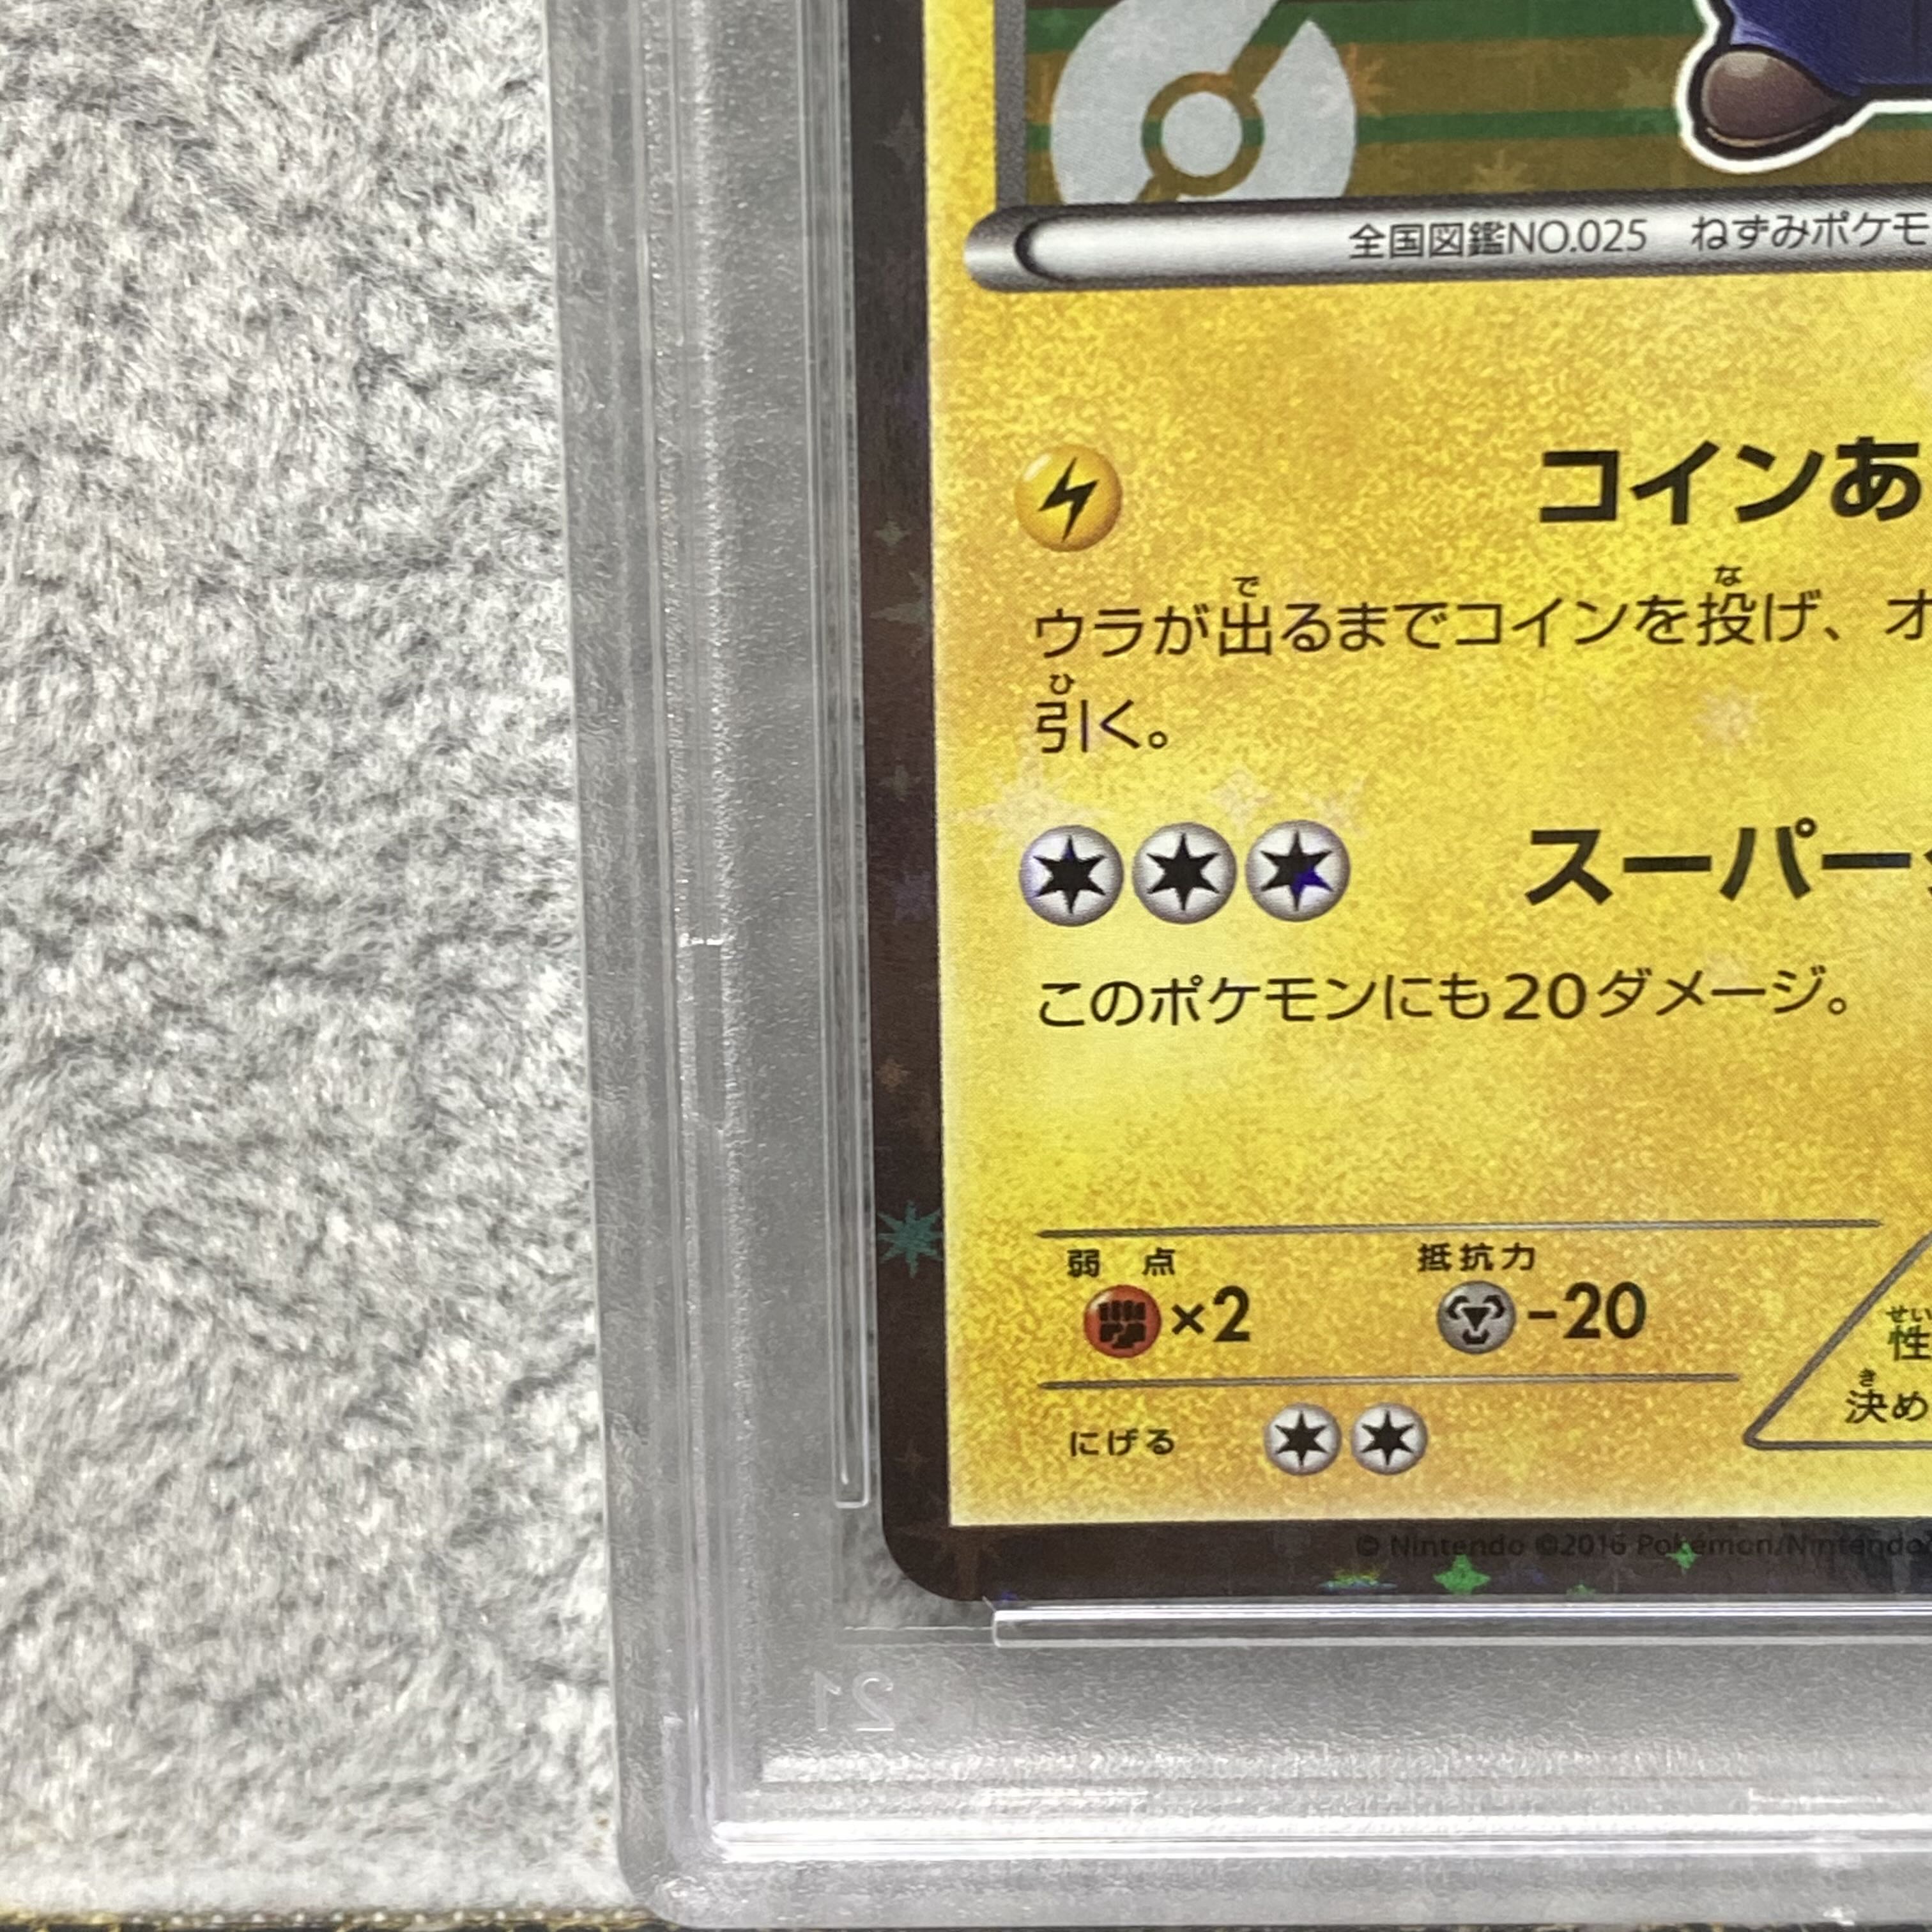 全国図鑑NO.025 ねずみポケモ
コインあ
ウラが出るまでコインを投げ、オ
引く。
スーパー
このポケモンにも20ダメージ。
弱点 抵抗力
×2 -20
にげる
性
決め
© Nintendo ©2016 Pokémon/Nintendo/
21